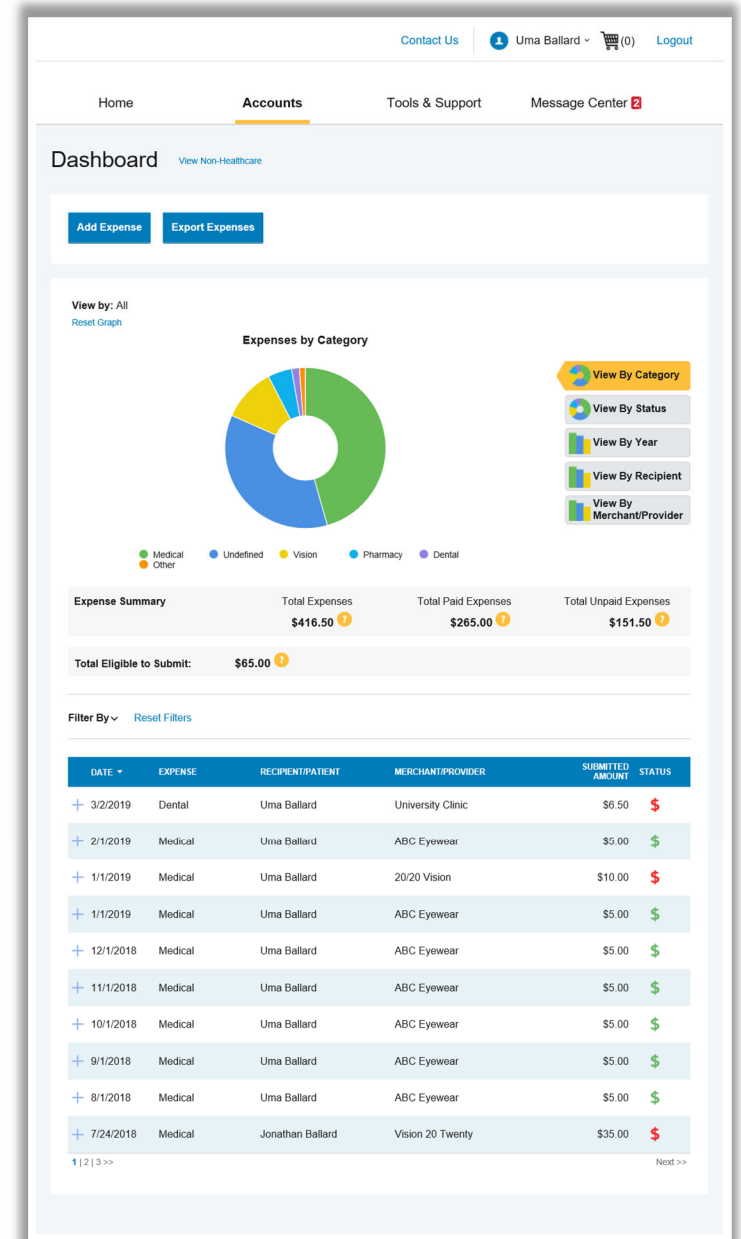 Contact Us Uma Ballard (0) Logout
Home Accounts Tools & Support Message Center 2
Dashboard View Non-Healthcare
Add Expense Export Expenses
View by: All
Reset Graph
Expenses by Category
View By Category
View By Status
View By Year
View By Recipient
View By
Merchant/Provider
Medical Undefined Vision Pharmacy Dental
Other
Expense Summary Total Expenses Total Paid Expenses Total Unpaid Expenses
$416.50 ? $265.00 ? $151.50 ?
Total Eligible to Submit: $65.00 ?
Filter By Reset Filters
DATE EXPENSE RECIPIENT/PATIENT MERCHANT/PROVIDER SUBMITTED AMOUNT STATUS
+ 3/2/2019 Dental Uma Ballard University Clinic $6.50 $
+ 2/1/2019 Medical Uma Ballard ABC Eyewear $5.00 $
+ 1/1/2019 Medical Uma Ballard 20/20 Vision $10.00 $
+ 1/1/2019 Medical Uma Ballard ABC Eyewear $5.00 $
+ 12/1/2018 Medical Uma Ballard ABC Eyewear $5.00 $
+ 11/1/2018 Medical Uma Ballard ABC Eyewear $5.00 $
+ 10/1/2018 Medical Uma Ballard ABC Eyewear $5.00 $
+ 9/1/2018 Medical Uma Ballard ABC Eyewear $5.00 $
+ 8/1/2018 Medical Uma Ballard ABC Eyewear $5.00 $
+ 7/24/2018 Medical Jonathan Ballard Vision 20 Twenty $35.00 $
1 | 2 | 3 >> Next >>